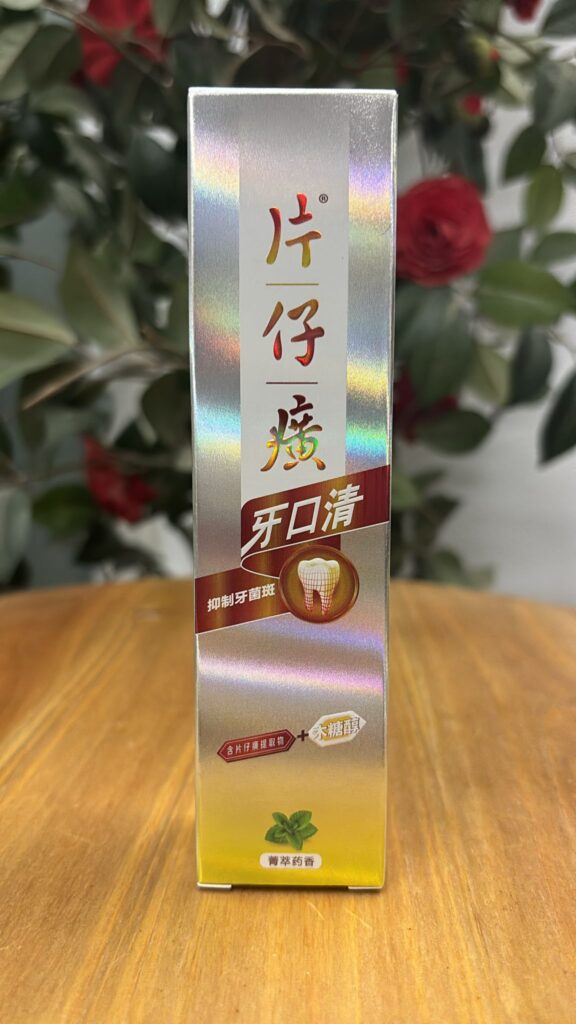 片仔癀®
牙口清
抑制牙菌斑
含片仔癀提取物+木糖醇
菁萃药香